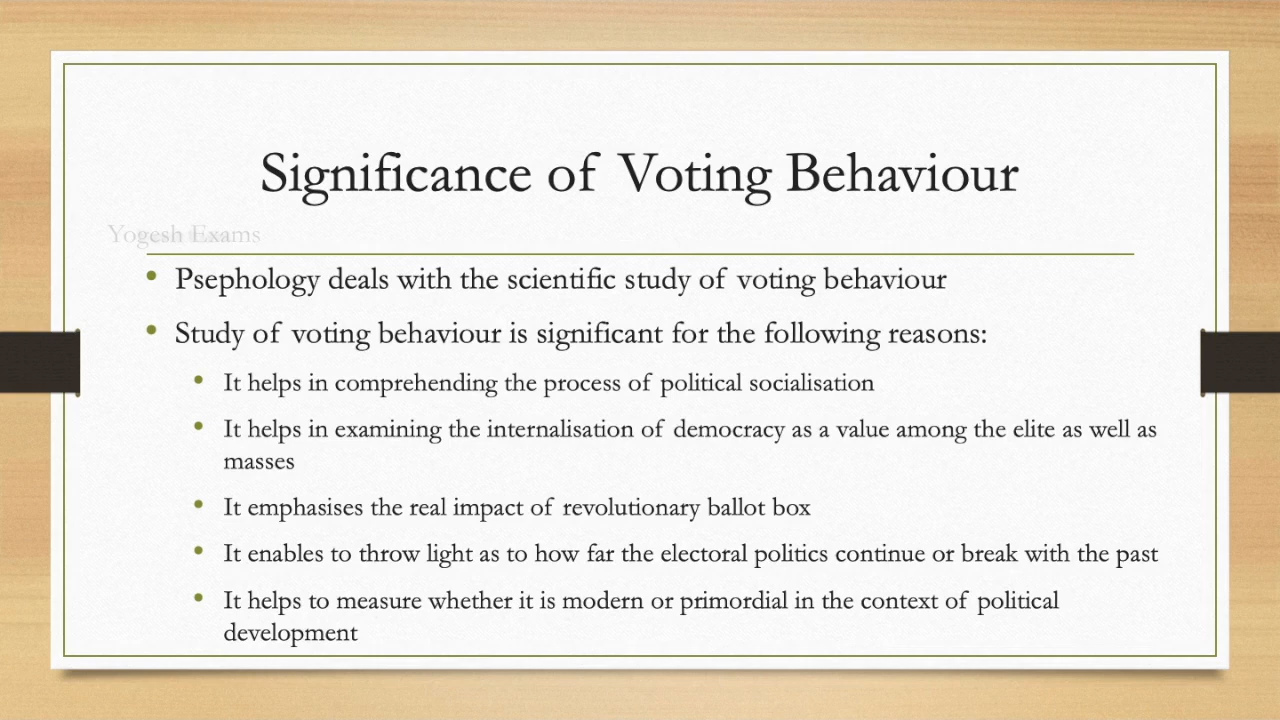 Significance of Voting Behaviour
Yogesh Exams
• Psephology deals with the scientific study of voting behaviour
• Study of voting behaviour is significant for the following reasons:
• It helps in comprehending the process of political socialisation
• It helps in examining the internalisation of democracy as a value among the elite as well as
masses
• It emphasises the real impact of revolutionary ballot box
• It enables to throw light as to how far the electoral politics continue or break with the past
• It helps to measure whether it is modern or primordial in the context of political
development